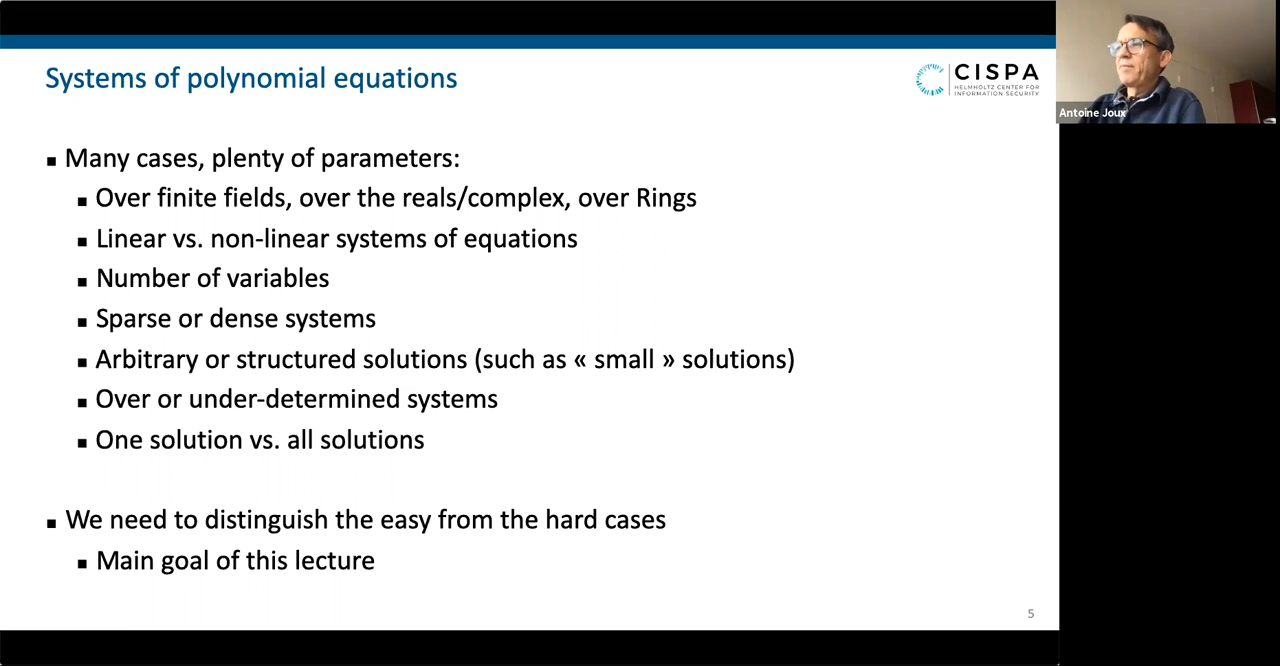 Systems of polynomial equations
CISPA
HELMHOLTZ CENTER FOR
INFORMATION SECURITY
Antoine Joux
▪ Many cases, plenty of parameters:
▪ Over finite fields, over the reals/complex, over Rings
▪ Linear vs. non-linear systems of equations
▪ Number of variables
▪ Sparse or dense systems
▪ Arbitrary or structured solutions (such as « small » solutions)
▪ Over or under-determined systems
▪ One solution vs. all solutions
▪ We need to distinguish the easy from the hard cases
▪ Main goal of this lecture
5